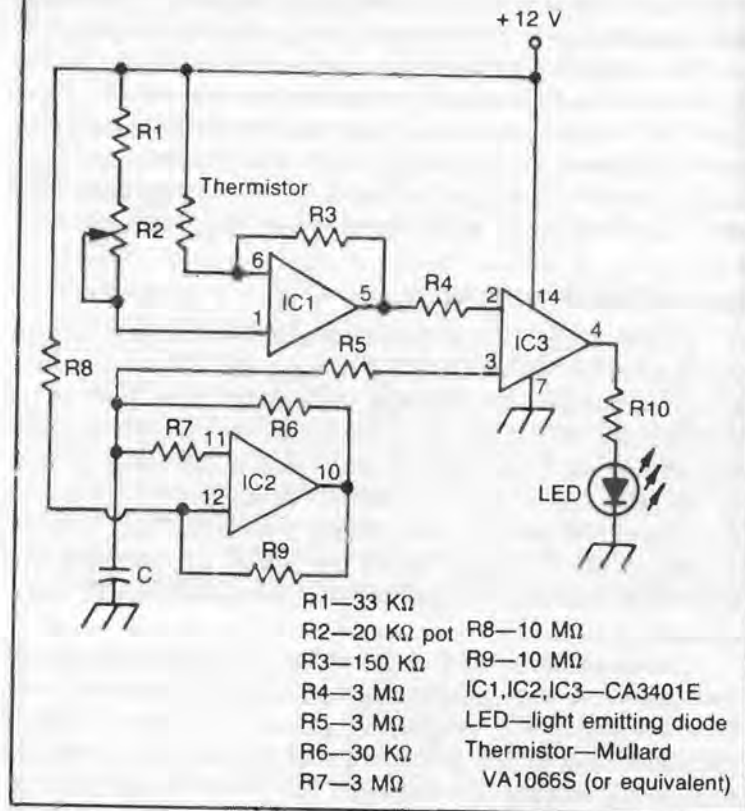 + 12 V
R1
Thermistor
R2
R3
6
IC1
5
R4
2
14
1
IC3
4
3
R8
R5
7
R6
R10
R7
11
IC2
10
LED
12
C
R9
R1—33 KΩ
R2—20 KΩ pot
R3—150 KΩ
R4—3 MΩ
R5—3 MΩ
R6—30 KΩ
R7—3 MΩ
R8—10 MΩ
R9—10 MΩ
IC1,IC2,IC3—CA3401E
LED—light emitting diode
Thermistor—Mullard
VA1066S (or equivalent)